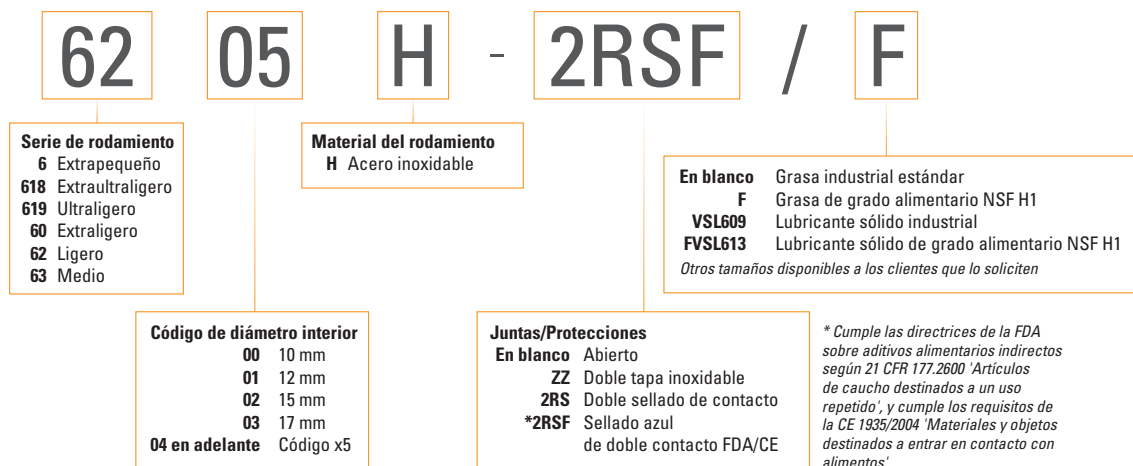 62 05 H - 2RSF / F
Serie de rodamiento
6 Extrapequeño
618 Extraultraligero
619 Ultraligero
60 Extraligero
62 Ligero
63 Medio
Material del rodamiento
H Acero inoxidable
En blanco Grasa industrial estándar
F Grasa de grado alimentario NSF H1
VSL609 Lubricante sólido industrial
FVSL613 Lubricante sólido de grado alimentario NSF H1
Otros tamaños disponibles a los clientes que lo soliciten
Código de diámetro interior
00 10 mm
01 12 mm
02 15 mm
03 17 mm
04 en adelante Código x5
Juntas/Protecciones
En blanco Abierto
ZZ Doble tapa inoxidable
2RS Doble sellado de contacto
*2RSF Sellado azul
de doble contacto FDA/CE
* Cumple las directrices de la FDA
sobre aditivos alimentarios indirectos
según 21 CFR 177.2600 'Artículos
de caucho destinados a un uso
repetido', y cumple los requisitos de
la CE 1935/2004 'Materiales y objetos
destinados a entrar en contacto con
alimentos'